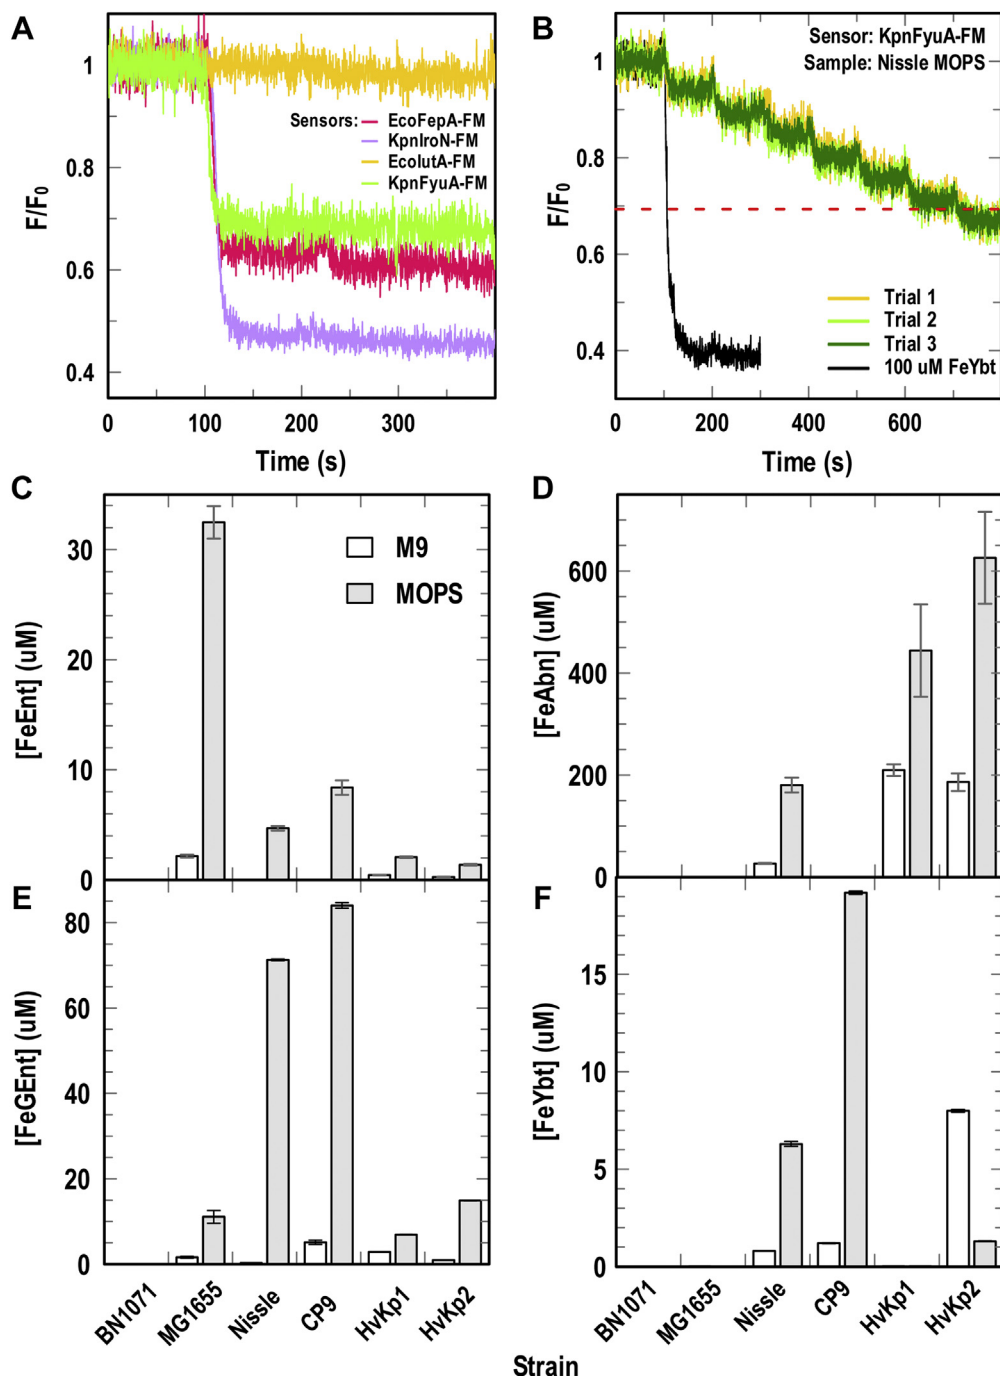 A
F/F0
1
0.8
0.6
0.4
Sensors: EcoFepA-FM
KpnIroN-FM
EcoIutA-FM
KpnFyuA-FM
0 100 200 300
Time (s)
B
F/F0
1
0.8
0.6
0.4
Sensor: KpnFyuA-FM
Sample: Nissle MOPS
Trial 1
Trial 2
Trial 3
100 uM FeYbt
0 200 400 600
Time (s)
C
[FeEnt] (uM)
30
20
10
0
M9
MOPS
D
[FeAbn] (uM)
600
400
200
0
E
[FeGEnt] (uM)
80
60
40
20
0
BN1071 MG1655 Nissle CP9 HvKp1 HvKp2
F
[FeYbt] (uM)
15
10
5
0
BN1071 MG1655 Nissle CP9 HvKp1 HvKp2
Strain